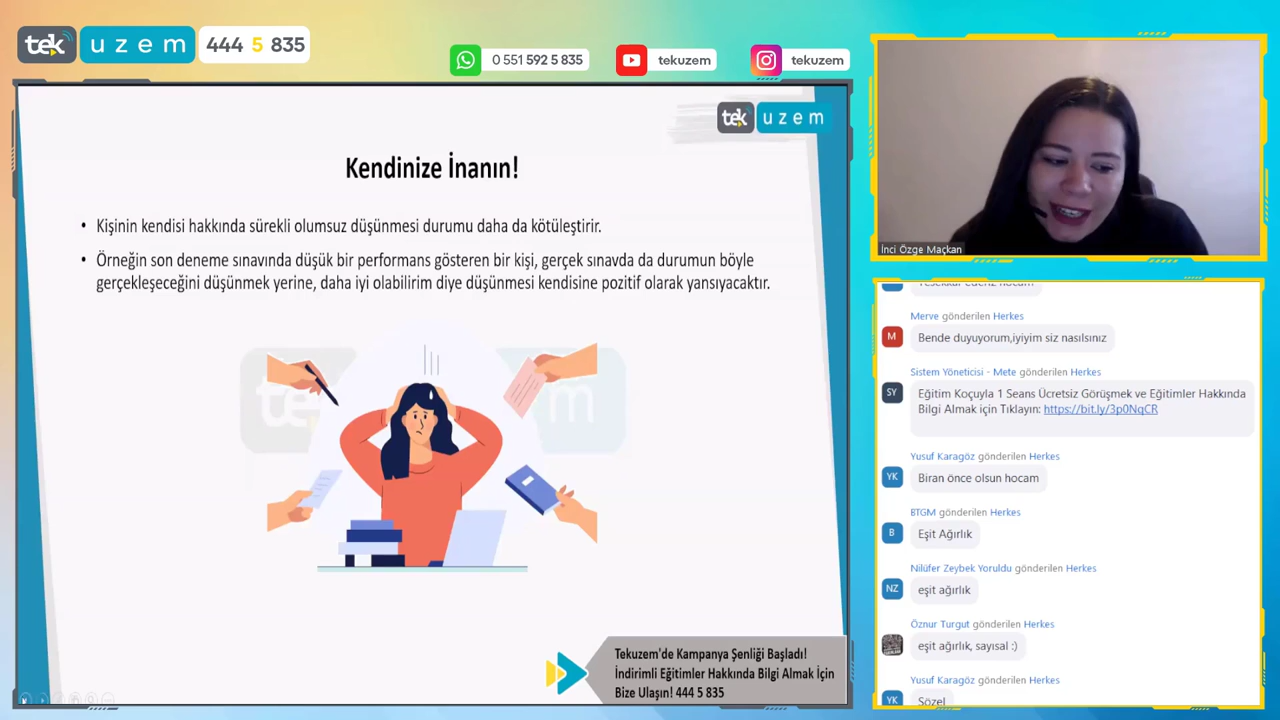 tek uzem 444 5 835
0 551 592 5 835
tekuzem
tekuzem
tek uzem
Kendinize İnanın!
• Kişinin kendisi hakkında sürekli olumsuz düşünmesi durumu daha da kötüleştirir.
• Örneğin son deneme sınavında düşük bir performans gösteren bir kişi, gerçek sınavda da durumun böyle
gerçekleşeceğini düşünmek yerine, daha iyi olabilirim diye düşünmesi kendisine pozitif olarak yansıyacaktır.
Tekuzem'de Kampanya Şenliği Başladı!
İndirimli Eğitimler Hakkında Bilgi Almak İçin
Bize Ulaşın! 444 5 835
İnci Özge Maçkan
Teşekkür ederiz hocam
Merve gönderilen Herkes
M
Bende duyuyorum,iyiyim siz nasılsınız
Sistem Yöneticisi - Mete gönderilen Herkes
SY
Eğitim Koçuyla 1 Seans Ücretsiz Görüşmek ve Eğitimler Hakkında
Bilgi Almak için Tıklayın: https://bit.ly/3p0NqCR
Yusuf Karagöz gönderilen Herkes
YK
Biran önce olsun hocam
BTGM gönderilen Herkes
B
Eşit Ağırlık
Nilüfer Zeybek Yoruldu gönderilen Herkes
NZ
eşit ağırlık
Öznur Turgut gönderilen Herkes
eşit ağırlık, sayısal :)
Yusuf Karagöz gönderilen Herkes
YK
Sözel